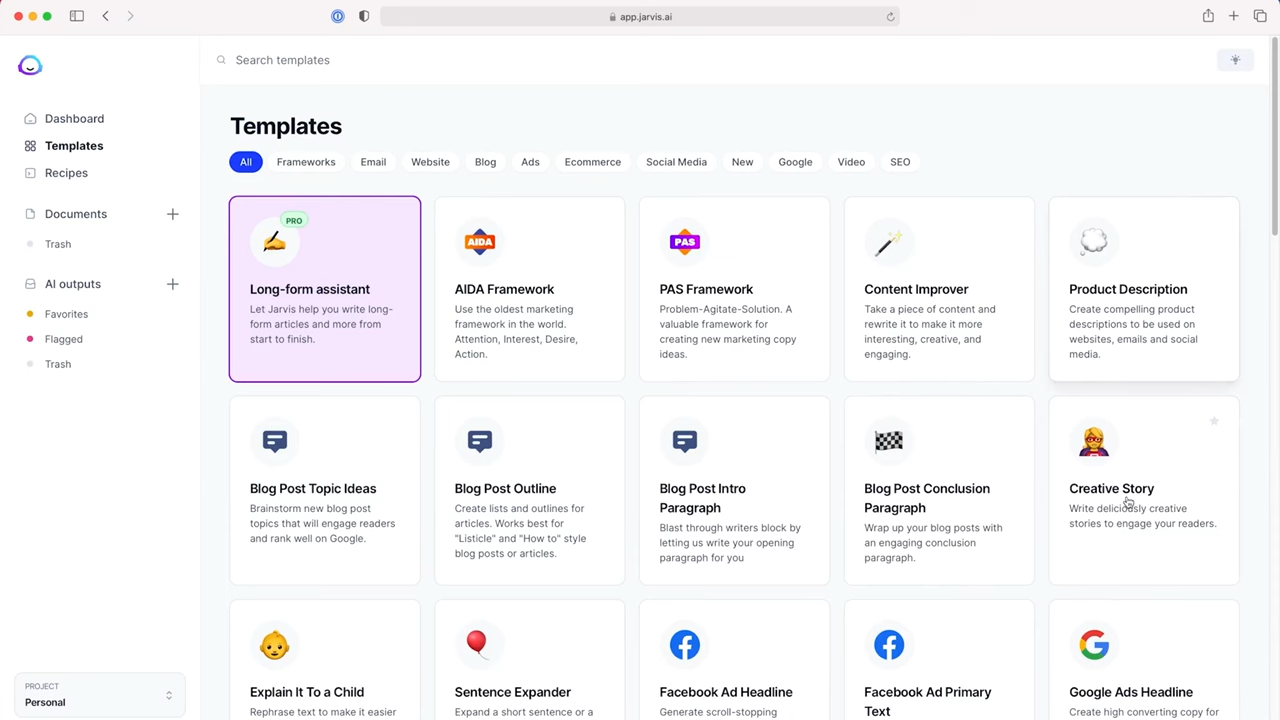 app.jarvis.ai
Search templates
Dashboard
Templates
Recipes
Documents
Trash
AI outputs
Favorites
Flagged
Trash
PROJECT
Personal
Templates
All
Frameworks
Email
Website
Blog
Ads
Ecommerce
Social Media
New
Google
Video
SEO
PRO
Long-form assistant
Let Jarvis help you write long-
form articles and more from
start to finish.
AIDA
AIDA Framework
Use the oldest marketing
framework in the world.
Attention, Interest, Desire,
Action.
PAS
PAS Framework
Problem-Agitate-Solution. A
valuable framework for
creating new marketing copy
ideas.
Content Improver
Take a piece of content and
rewrite it to make it more
interesting, creative, and
engaging.
Product Description
Create compelling product
descriptions to be used on
websites, emails and social
media.
Blog Post Topic Ideas
Brainstorm new blog post
topics that will engage readers
and rank well on Google.
Blog Post Outline
Create lists and outlines for
articles. Works best for
"Listicle" and "How to" style
blog posts or articles.
Blog Post Intro
Paragraph
Blast through writers block by
letting us write your opening
paragraph for you
Blog Post Conclusion
Paragraph
Wrap up your blog posts with
an engaging conclusion
paragraph.
Creative Story
Write deliciously creative
stories to engage your readers.
Explain It To a Child
Rephrase text to make it easier
Sentence Expander
Expand a short sentence or a
Facebook Ad Headline
Generate scroll-stopping
Facebook Ad Primary
Text
Google Ads Headline
Create high converting copy for